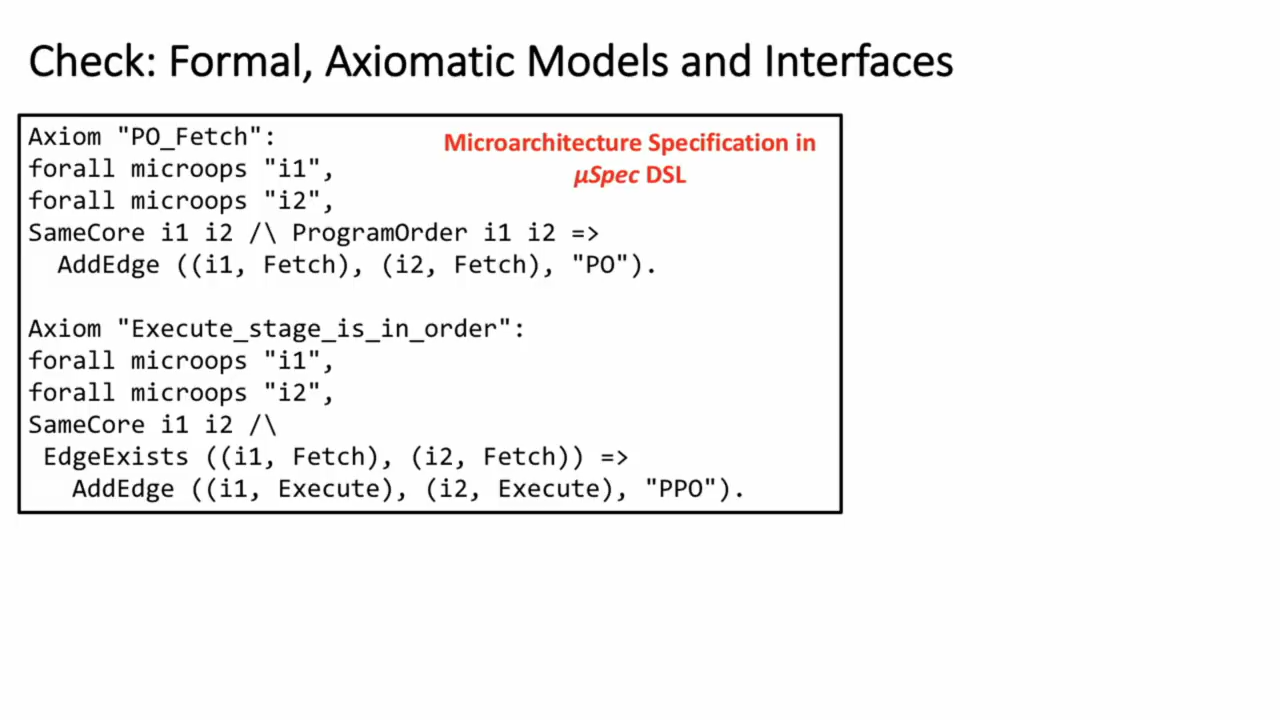 Check: Formal, Axiomatic Models and Interfaces
Microarchitecture Specification in
μSpec DSL
Axiom "PO_Fetch":
forall microops "i1",
forall microops "i2",
SameCore i1 i2 /\ ProgramOrder i1 i2 =>
AddEdge ((i1, Fetch), (i2, Fetch), "PO").
Axiom "Execute_stage_is_in_order":
forall microops "i1",
forall microops "i2",
SameCore i1 i2 /\
EdgeExists ((i1, Fetch), (i2, Fetch)) =>
AddEdge ((i1, Execute), (i2, Execute), "PPO").